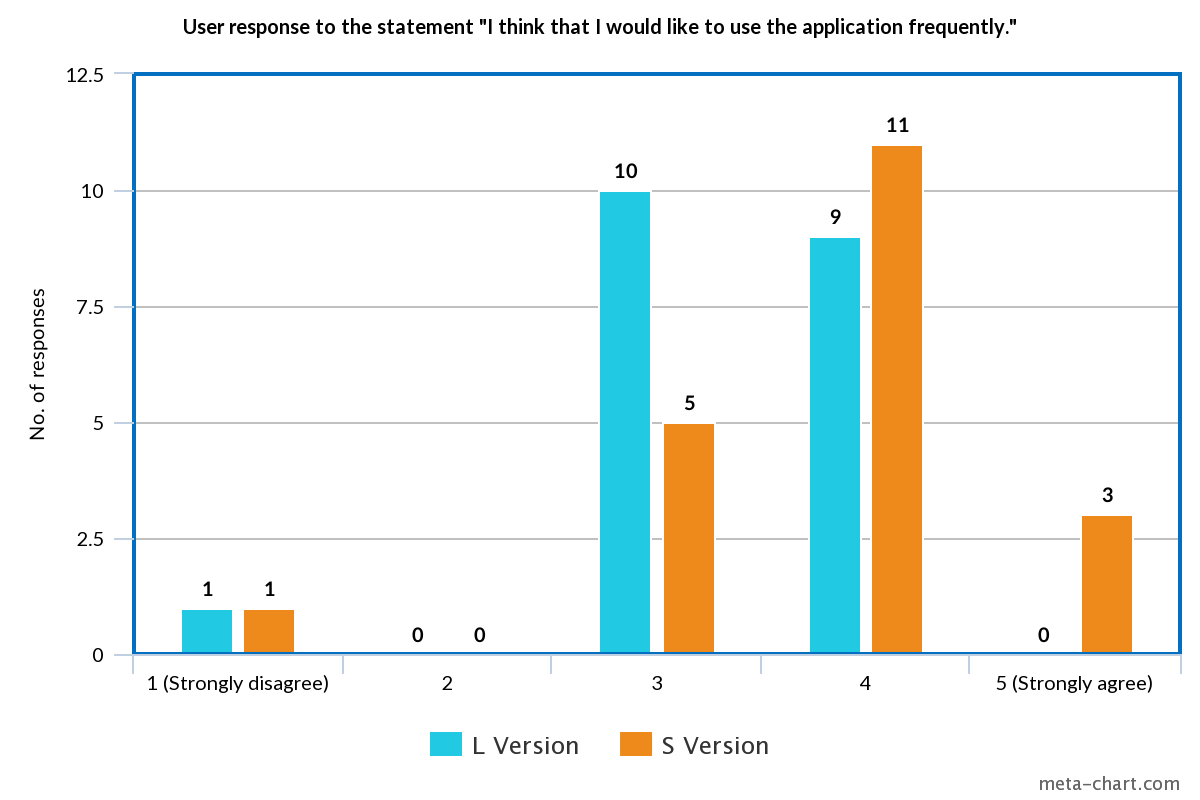 User response to the statement "I think that I would like to use the application frequently."
12.5
10
7.5
5
2.5
0
No. of responses
1
1
0
0
10
5
9
11
0
3
1 (Strongly disagree)
2
3
4
5 (Strongly agree)
L Version
S Version
meta-chart.com